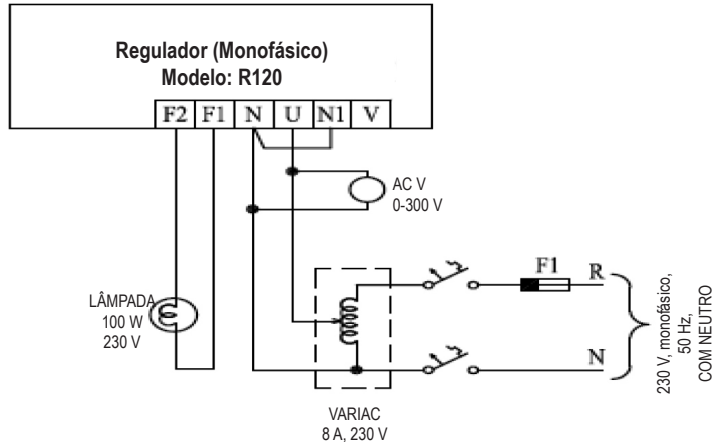 Regulador (Monofásico)
Modelo: R120
F2 F1 N U N1 V
AC V
0-300 V
LÂMPADA
100 W
230 V
F1
R
N
230 V, monofásico,
50 Hz,
COM NEUTRO
VARIAC
8 A, 230 V